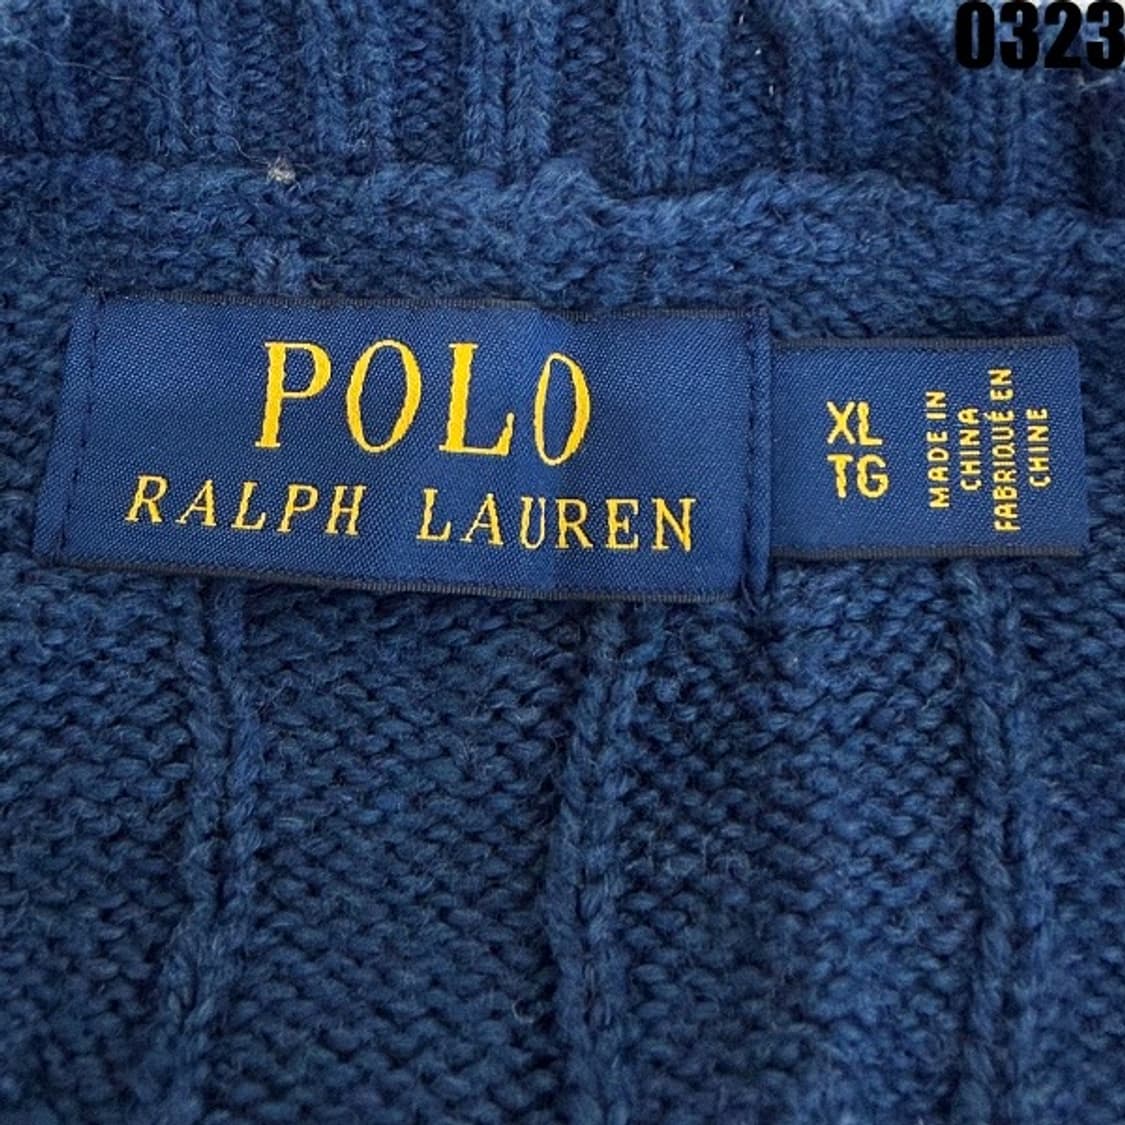 0323
POLO
RALPH LAUREN
XL
TG
MADE IN
CHINA
FABRIQUÉ EN
CHINE